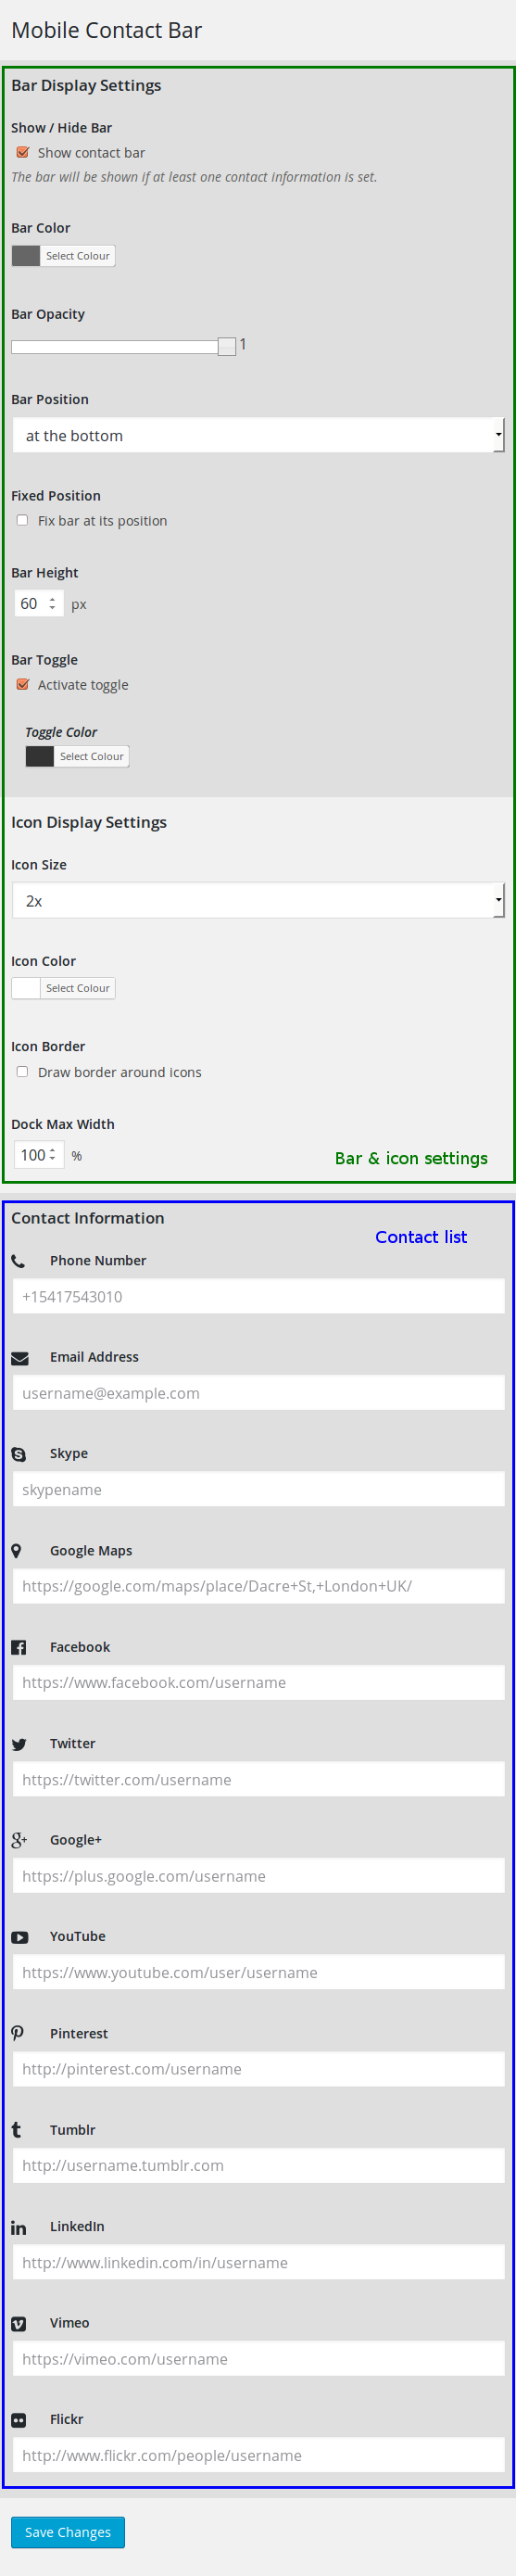 Mobile Contact Bar
Bar Display Settings
Show / Hide Bar
Show contact bar
The bar will be shown if at least one contact information is set.
Bar Color
Select Colour
Bar Opacity
1
Bar Position
at the bottom
Fixed Position
Fix bar at its position
Bar Height
60 px
Bar Toggle
Activate toggle
Toggle Color
Select Colour
Icon Display Settings
Icon Size
2x
Icon Color
Select Colour
Icon Border
Draw border around icons
Dock Max Width
100 %
Bar & icon settings
Contact Information
Contact list
Phone Number
+15417543010
Email Address
username@example.com
Skype
skypename
Google Maps
https://google.com/maps/place/Dacre+St,+London+UK/
Facebook
https://www.facebook.com/username
Twitter
https://twitter.com/username
Google+
https://plus.google.com/username
YouTube
https://www.youtube.com/user/username
Pinterest
http://pinterest.com/username
Tumblr
http://username.tumblr.com
LinkedIn
http://www.linkedin.com/in/username
Vimeo
https://vimeo.com/username
Flickr
http://www.flickr.com/people/username
Save Changes